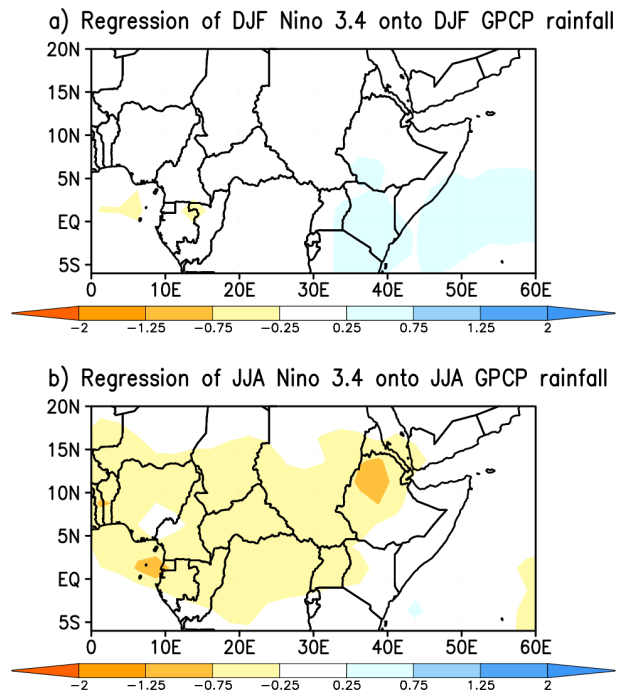 a) Regression of DJF Nino 3.4 onto DJF GPCP rainfall
20N
15N
10N
5N
EQ
5S
0 10E 20E 30E 40E 50E 60E
−2 −1.25 −0.75 −0.25 0.25 0.75 1.25 2
b) Regression of JJA Nino 3.4 onto JJA GPCP rainfall
20N
15N
10N
5N
EQ
5S
0 10E 20E 30E 40E 50E 60E
−2 −1.25 −0.75 −0.25 0.25 0.75 1.25 2